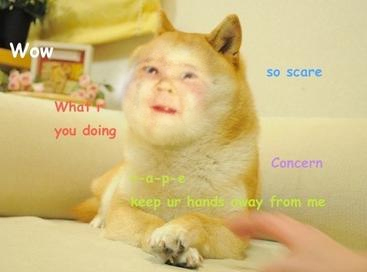 Wow
so scare
What r
you doing
Concern
r-a-p-e
keep ur hands away from me